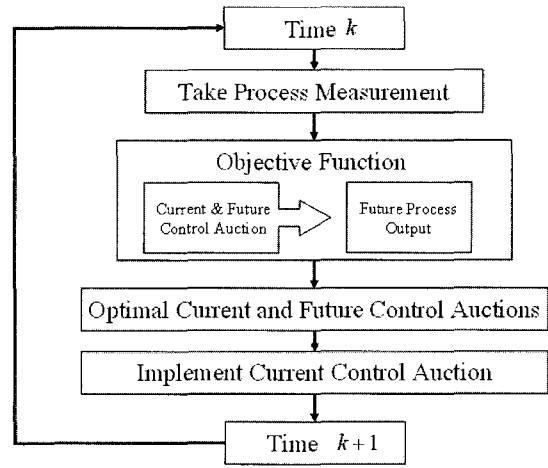 Time k
Take Process Measurement
Objective Function
Current & Future
Control Auction
Future Process
Output
Optimal Current and Future Control Auctions
Implement Current Control Auction
Time k+1